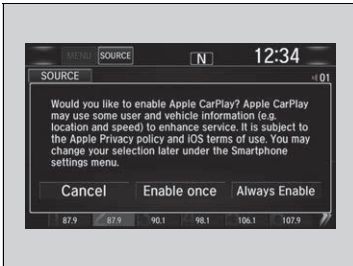 MENU SOURCE N 12:34
SOURCE 01
Would you like to enable Apple CarPlay? Apple CarPlay
may use some user and vehicle information (e.g.
location and speed) to enhance service. It is subject to
the Apple Privacy policy and iOS terms of use. You may
change your selection later under the Smartphone
settings menu.
Cancel Enable once Always Enable
87.9 87.9 90.1 98.1 106.1 107.9